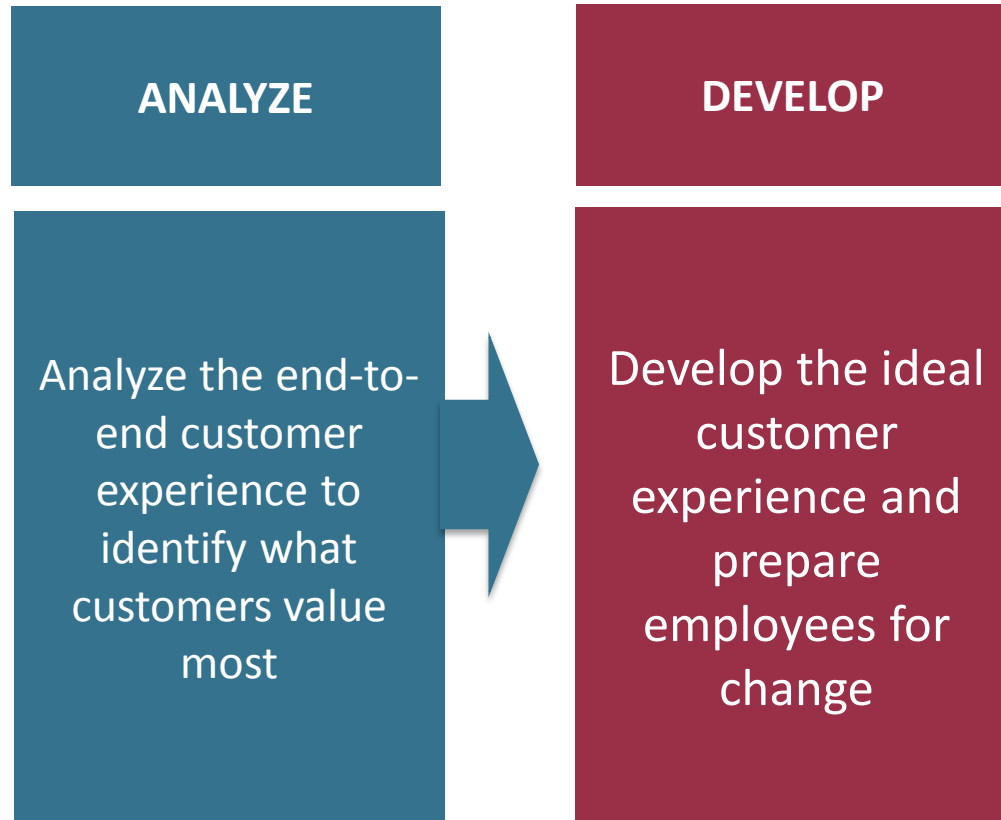 ANALYZE
Analyze the end-to-
end customer
experience to
identify what
customers value
most
DEVELOP
Develop the ideal
customer
experience and
prepare
employees for
change